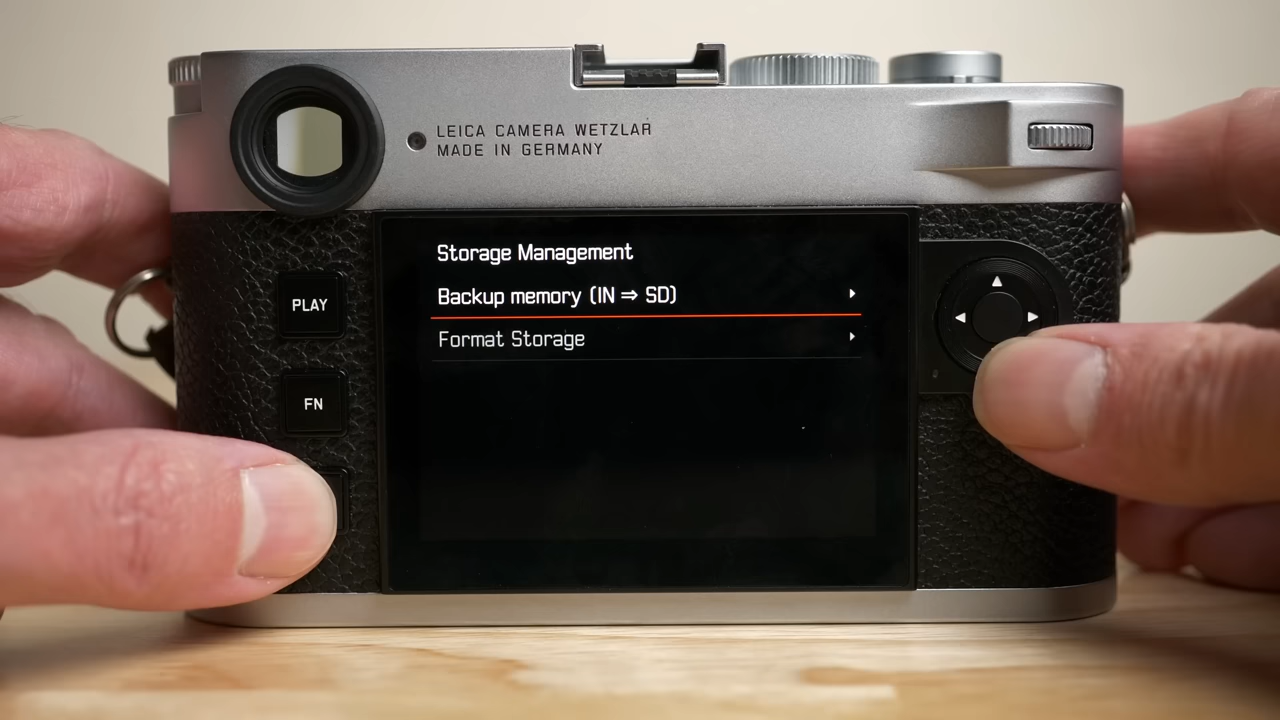 LEICA CAMERA WETZLAR
MADE IN GERMANY
Storage Management
Backup memory (IN ⇒ SD)
Format Storage
PLAY
FN